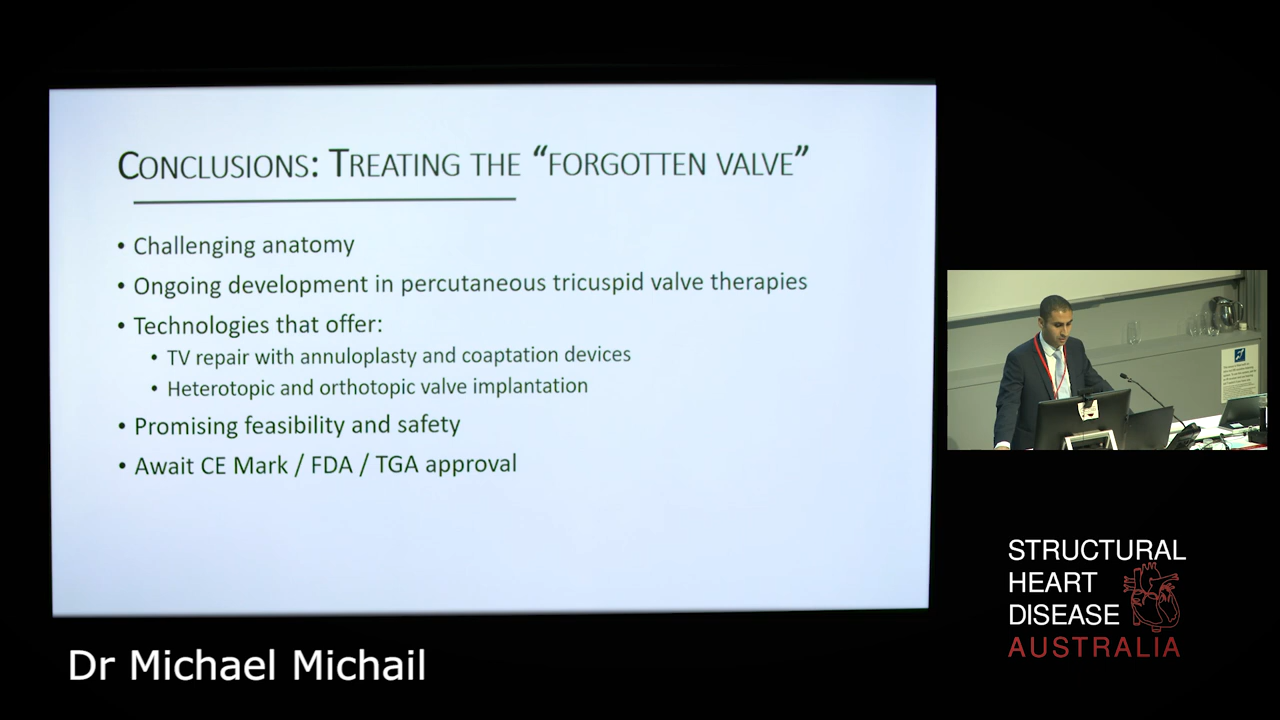 CONCLUSIONS: TREATING THE “FORGOTTEN VALVE”
• Challenging anatomy
• Ongoing development in percutaneous tricuspid valve therapies
• Technologies that offer:
• TV repair with annuloplasty and coaptation devices
• Heterotopic and orthotopic valve implantation
• Promising feasibility and safety
• Await CE Mark / FDA / TGA approval
STRUCTURAL
HEART
DISEASE
AUSTRALIA
Dr Michael Michail